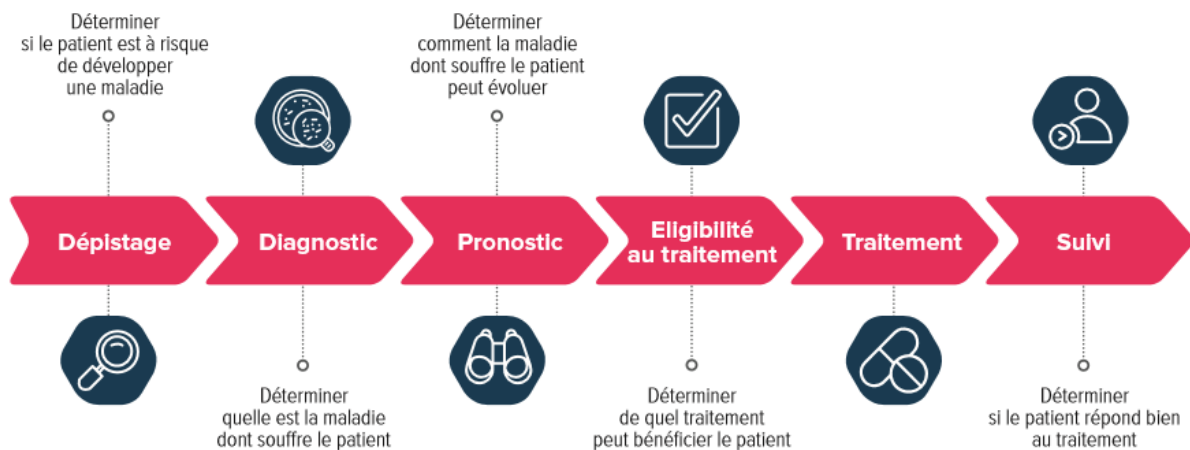 Déterminer
si le patient est à risque
de développer
une maladie
Déterminer
comment la maladie
dont souffre le patient
peut évoluer
Dépistage
Diagnostic
Pronostic
Eligibilité
au traitement
Traitement
Suivi
Déterminer
quelle est la maladie
dont souffre le patient
Déterminer
de quel traitement
peut bénéficier le patient
Déterminer
si le patient répond bien
au traitement